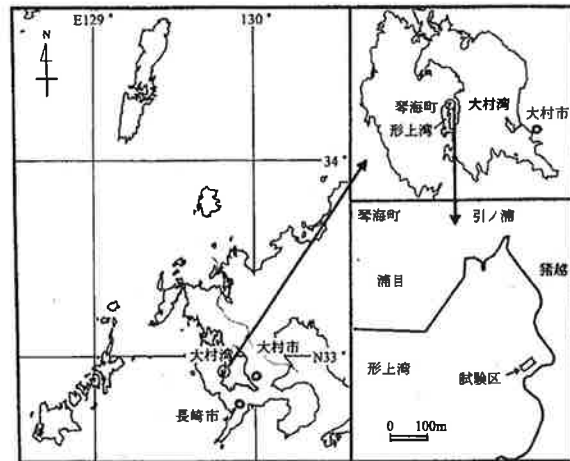 E129°
130°
N
34°
大村湾
大村市
N33°
長崎市
琴海町
形上湾
大村湾
大村市
琴海町
引ノ浦
猪越
浦目
形上湾
試験区
0 100m